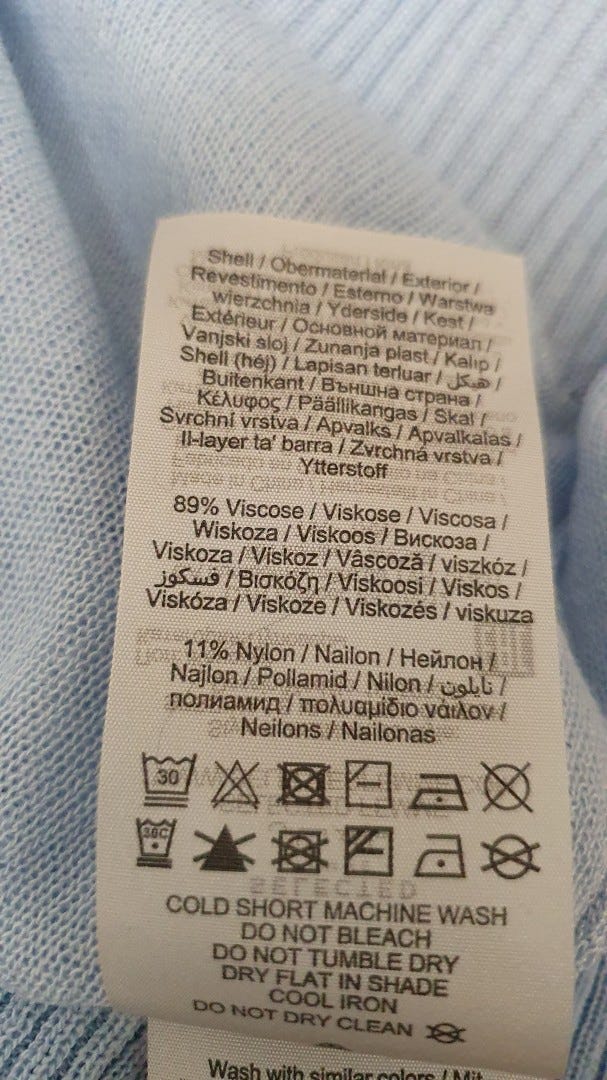 Shell / Obermaterial / Exterior /
Revestimento / Esterno / Warstwa
wierzchnia / Yderside / Kest /
Extérieur / Основной материал /
Vanjski sloj / Zunanja plast / Kalıp /
Shell (héj) / Lapisan terluar / هيكل /
Buitenkant / Външна страна /
Κέλυφος / Päällikangas / Skal /
Svrchní vrstva / Apvalks / Apvalkalas /
Il-layer ta' barra / Zvrchná vrstva /
Ytterstoff
89% Viscose / Viskose / Viscosa /
Wiskoza / Viskoos / Вискоза /
Viskoza / Viskoz / Vâscoză / viszkóz /
فسكوز / Βισκόζη / Viskoosi / Viskos /
Viskóza / Viskoze / Viskozés / viskuza
11% Nylon / Nailon / Нейлон /
Najlon / Pollamid / Nilon / نايلون /
полиамид / πολυαμίδιο νάιλον /
Neilons / Nailonas
30
30C
SELECTED
COLD SHORT MACHINE WASH
DO NOT BLEACH
DO NOT TUMBLE DRY
DRY FLAT IN SHADE
COOL IRON
DO NOT DRY CLEAN
Wash with similar colors / Mit